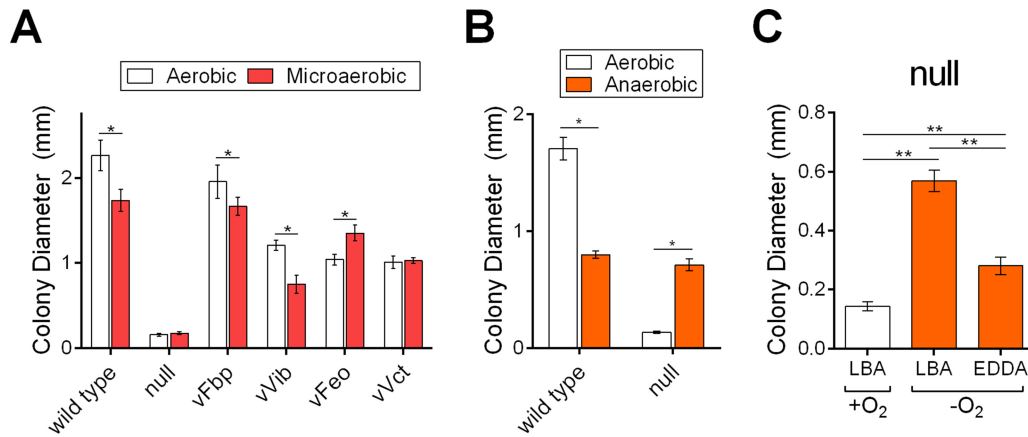 A
Aerobic Microaerobic
Colony Diameter (mm)
2
1
0
* * * *
wild type null vFbp vVib vFeo vVct
B
Aerobic
Anaerobic
Colony Diameter (mm)
2
1
0
* *
wild type null
C
null
Colony Diameter (mm)
0.8
0.6
0.4
0.2
0.0
**
** **
LBA LBA EDDA
+O₂ -O₂